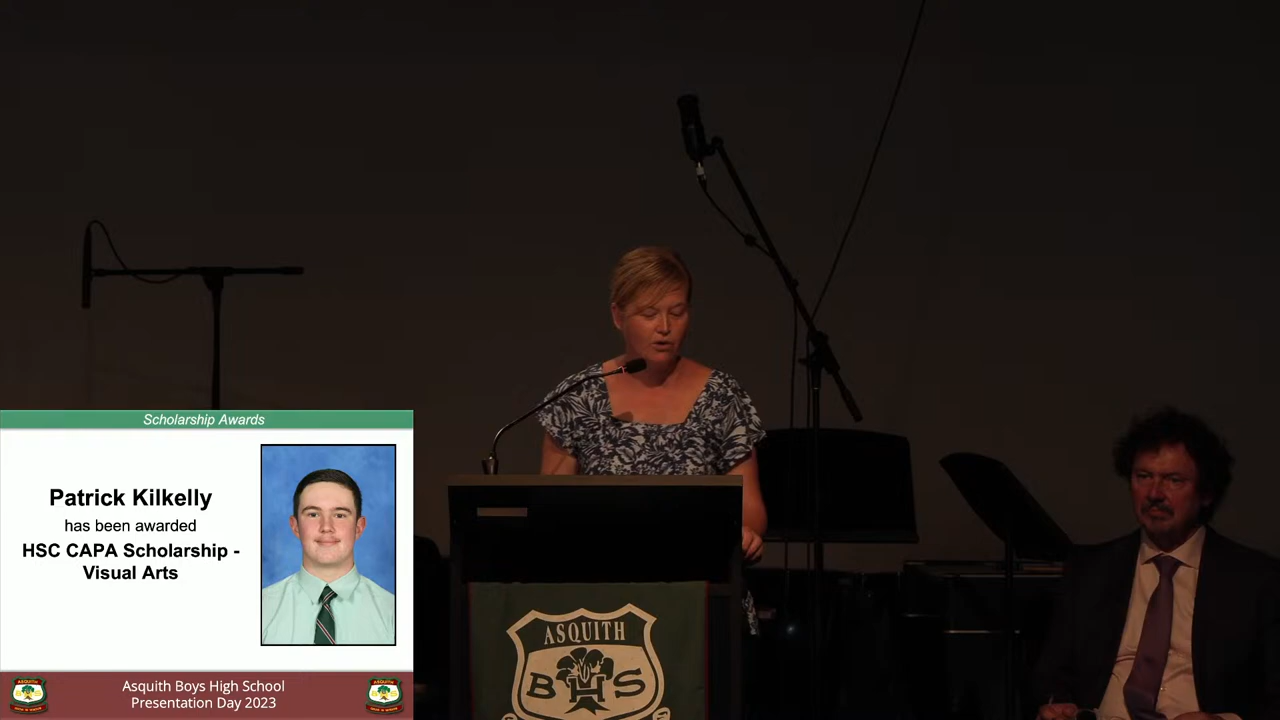 Scholarship Awards
Patrick Kilkelly
has been awarded
HSC CAPA Scholarship -
Visual Arts
Asquith Boys High School
Presentation Day 2023
ASQUITH
BHS